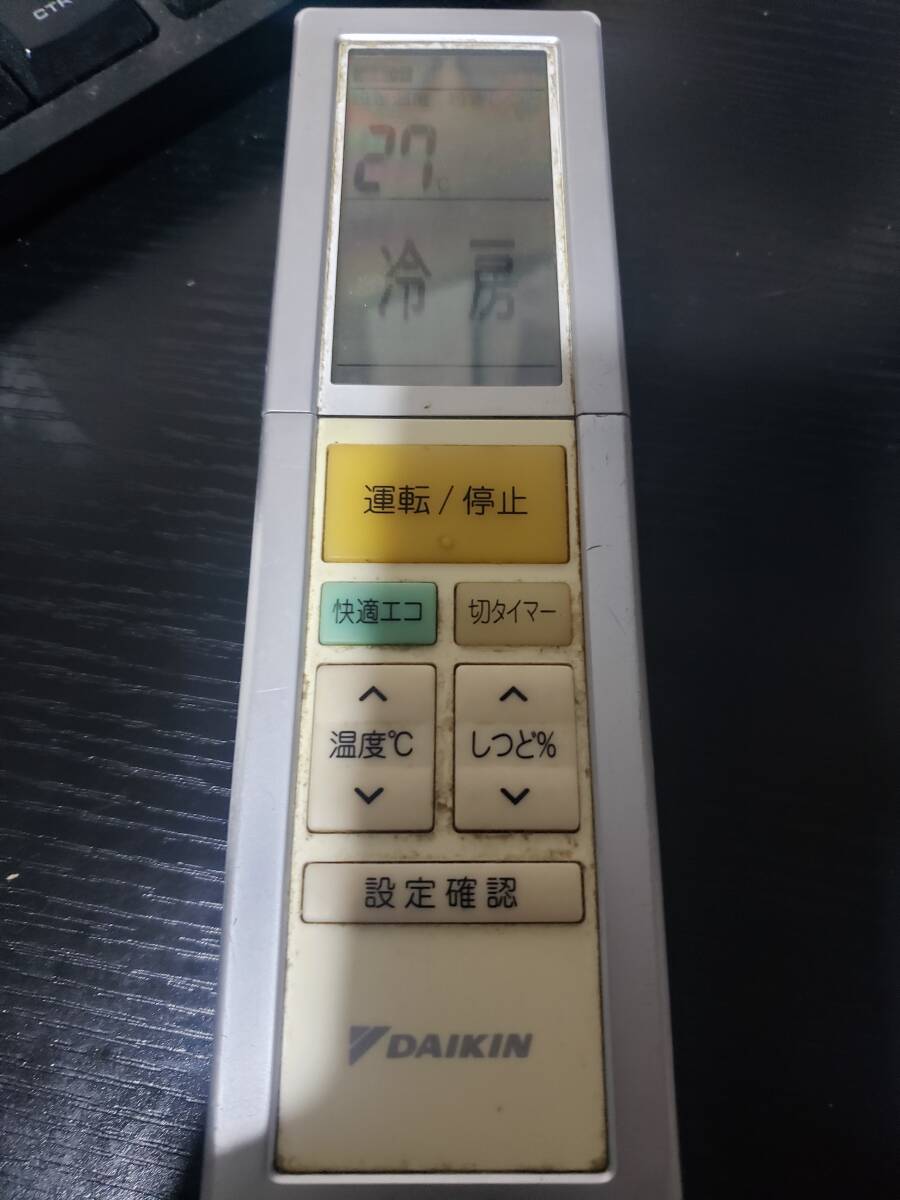 CTR
27℃
冷房
運転/停止
快適エコ 切タイマー
温度℃ しつど%
設定確認
DAIKIN